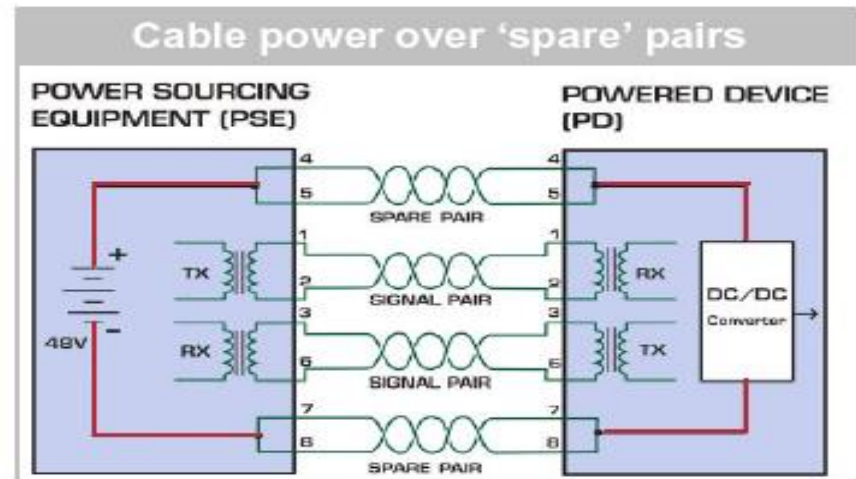 Cable power over ‘spare’ pairs
POWER SOURCING
EQUIPMENT (PSE)
POWERED DEVICE
(PD)
4
4
5
SPARE PAIR
5
1
1
TX
RX
2
SIGNAL PAIR
2
DC/DC
Converter
+
-
48V
3
3
RX
TX
6
SIGNAL PAIR
6
7
7
8
SPARE PAIR
8